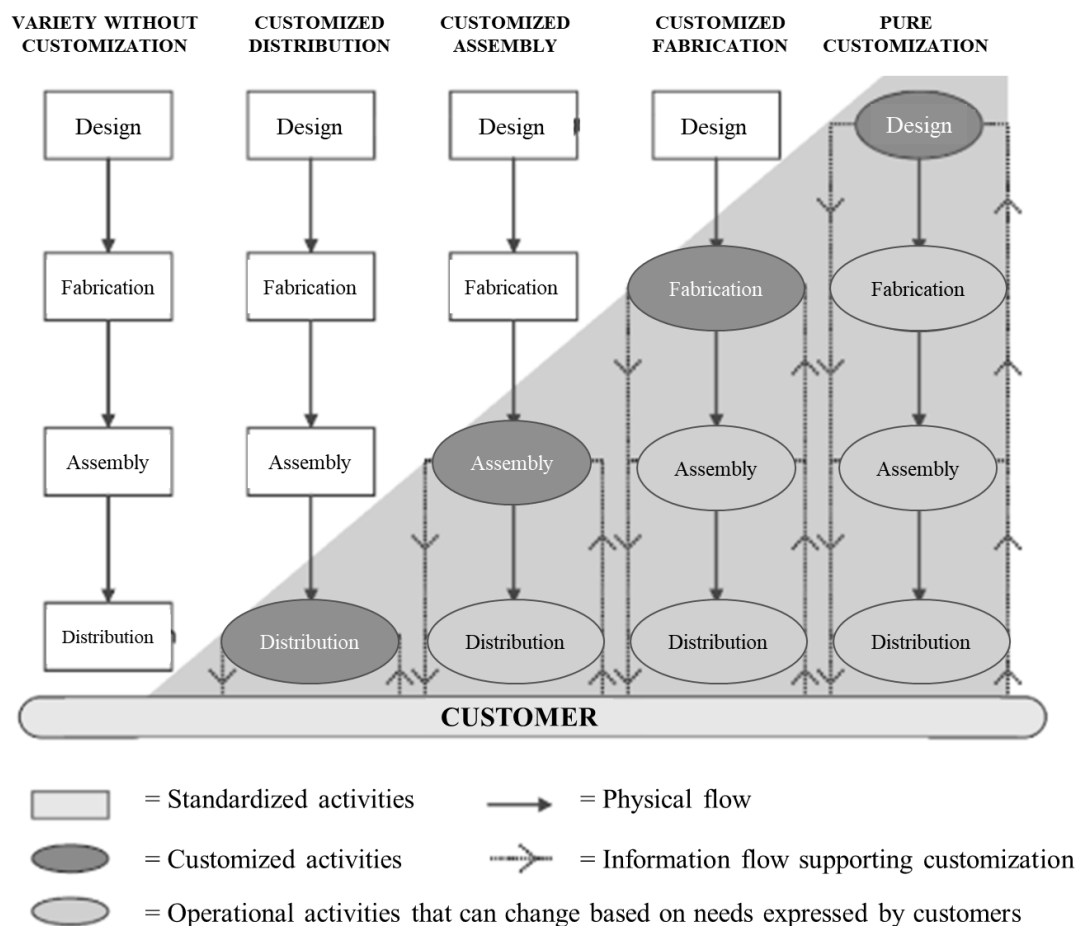 VARIETY WITHOUT
CUSTOMIZATION
CUSTOMIZED
DISTRIBUTION
CUSTOMIZED
ASSEMBLY
CUSTOMIZED
FABRICATION
PURE
CUSTOMIZATION
Design
Design
Design
Design
Design
Fabrication
Fabrication
Fabrication
Fabrication
Fabrication
Assembly
Assembly
Assembly
Assembly
Assembly
Distribution
Distribution
Distribution
Distribution
Distribution
CUSTOMER
= Standardized activities
= Physical flow
= Customized activities
= Information flow supporting customization
= Operational activities that can change based on needs expressed by customers